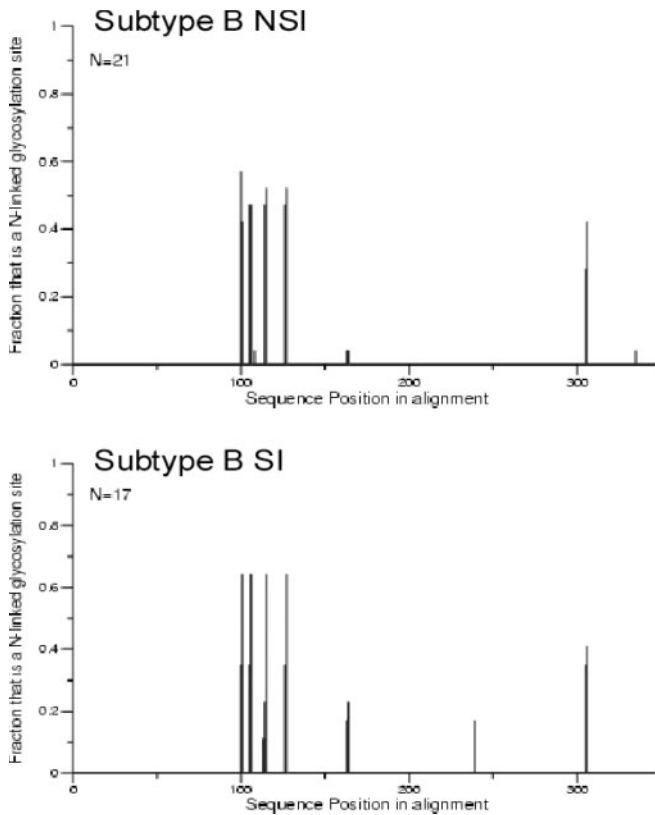 Subtype B NSI
N=21
Fraction that is a N-linked glycosylation site
1
0.8
0.6
0.4
0.2
0
0
100
200
300
Sequence Position in alignment
Subtype B SI
N=17
Fraction that is a N-linked glycosylation site
1
0.8
0.6
0.4
0.2
0
0
100
200
300
Sequence Position in alignment